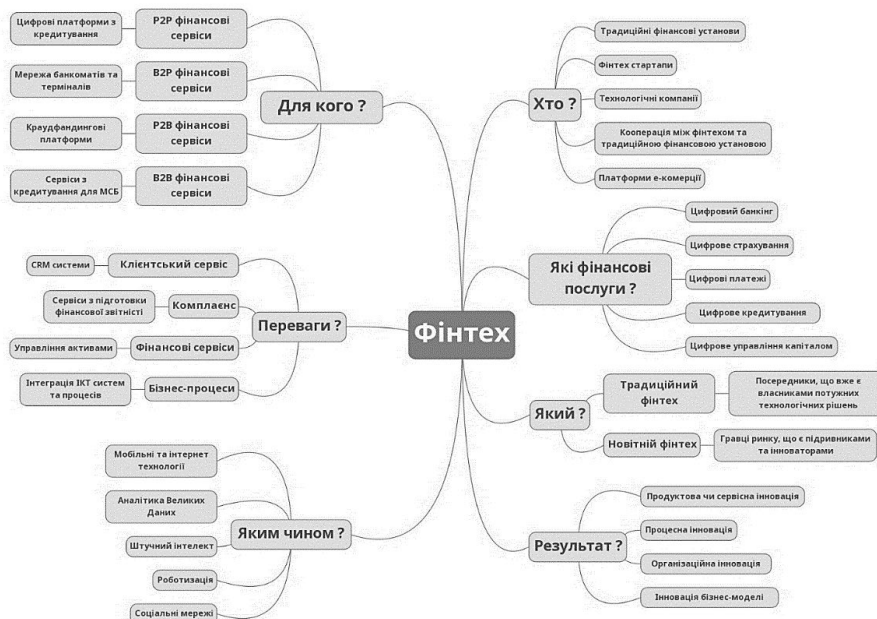 Цифрові платформи з
кредитування
P2P фінансові
сервіси
Мережа банкоматів та
терміналів
B2P фінансові
сервіси
Краудфандингові
платформи
P2B фінансові
сервіси
Сервіси з
кредитування для МСБ
B2B фінансові
сервіси
Для кого ?
CRM системи
Клієнтський сервіс
Сервіси з підготовки
фінансової звітністі
Комплаєнс
Управління активами
Фінансові сервіси
Інтеграція ІКТ систем
та процесів
Бізнес-процеси
Переваги ?
Мобільні та інтернет
технології
Аналітика Великих
Даних
Штучний інтелект
Роботизація
Соціальні мережі
Яким чином ?
Фінтех
Хто ?
Традиційні фінансові установи
Фінтех стартапи
Технологічні компанії
Кооперація між фінтехом та
традиційною фінансовою установою
Платформи е-комерції
Які фінансові
послуги ?
Цифровий банкінг
Цифрове страхування
Цифрові платежі
Цифрове кредитування
Цифрове управління капіталом
Який ?
Традиційний
фінтех
Посередники, що вже є
власниками потужних
технологічних рішень
Новітній фінтех
Гравці ринку, що є підривниками
та інноваторами
Результат ?
Продуктова чи сервісна інновація
Процесна інновація
Організаційна інновація
Інновація бізнес-моделі